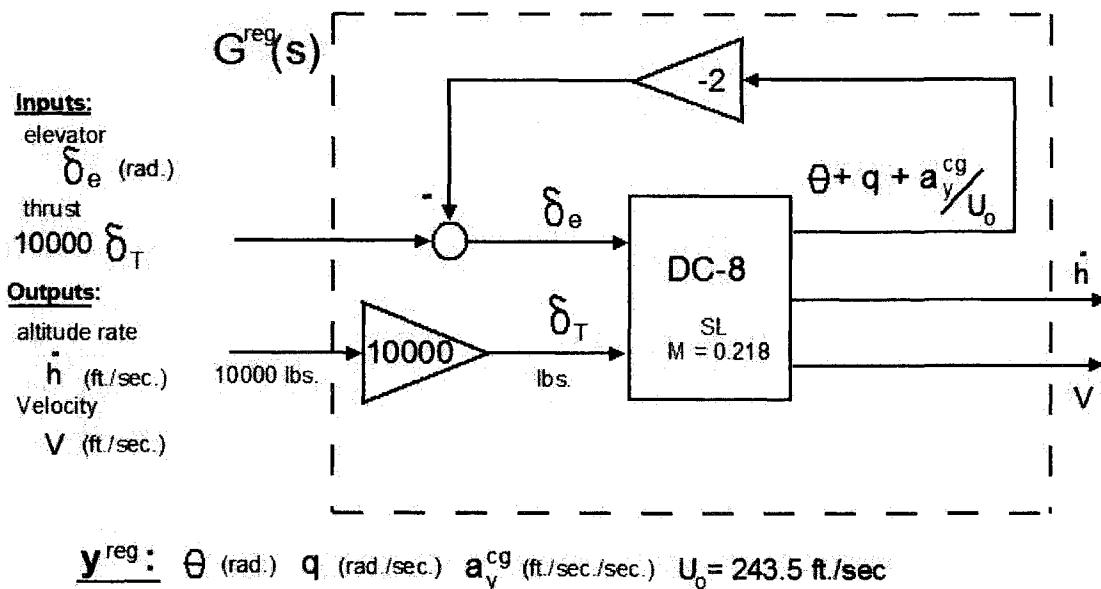 G^reg(s)
-2
Inputs:
elevator
δe (rad.)
thrust
10000 δT
Outputs:
altitude rate
ḣ (ft./sec.)
Velocity
V (ft./sec.)
-
δe
θ + q + a_y^cg/U_o
DC-8
SL
M = 0.218
10000
10000 lbs.
δT
lbs.
ḣ
V
y^reg: θ (rad.) q (rad./sec.) a_y^cg (ft./sec./sec.) U_o = 243.5 ft./sec